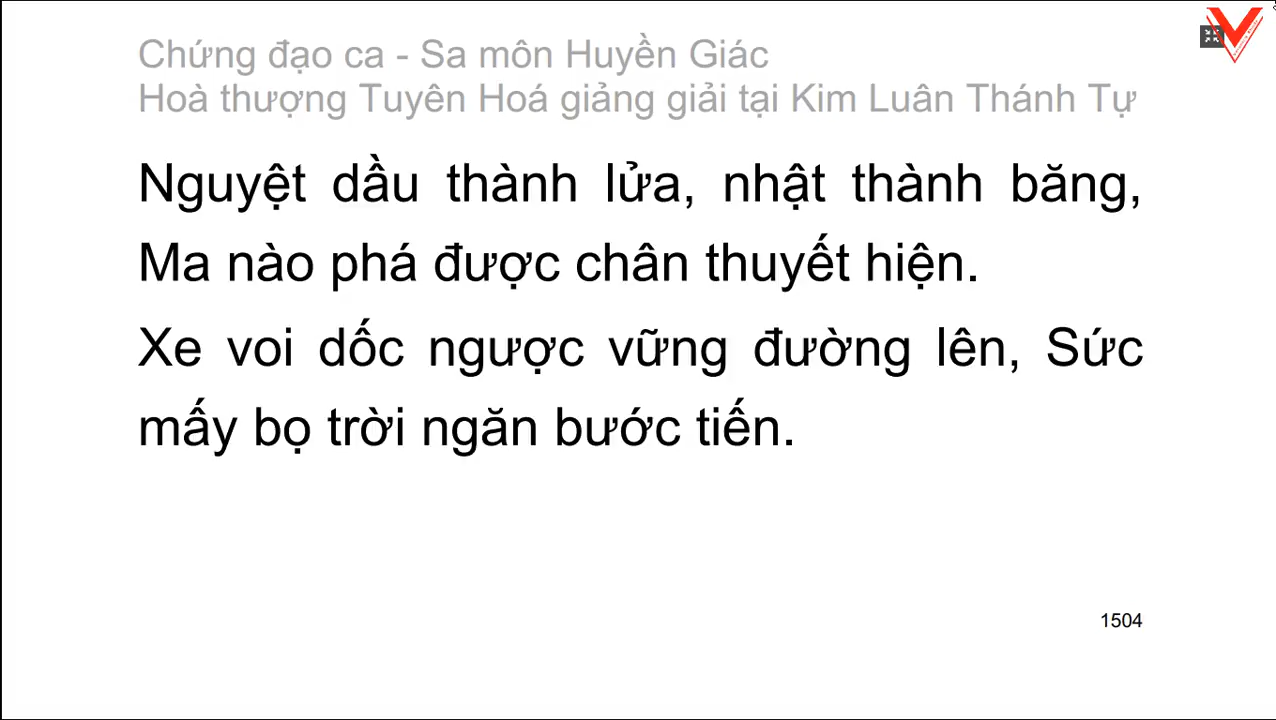 Chứng đạo ca - Sa môn Huyền Giác
Hoà thượng Tuyên Hoá giảng giải tại Kim Luân Thánh Tự
Nguyệt dầu thành lửa, nhật thành băng,
Ma nào phá được chân thuyết hiện.
Xe voi dốc ngược vững đường lên, Sức
mấy bọ trời ngăn bước tiến.
1504